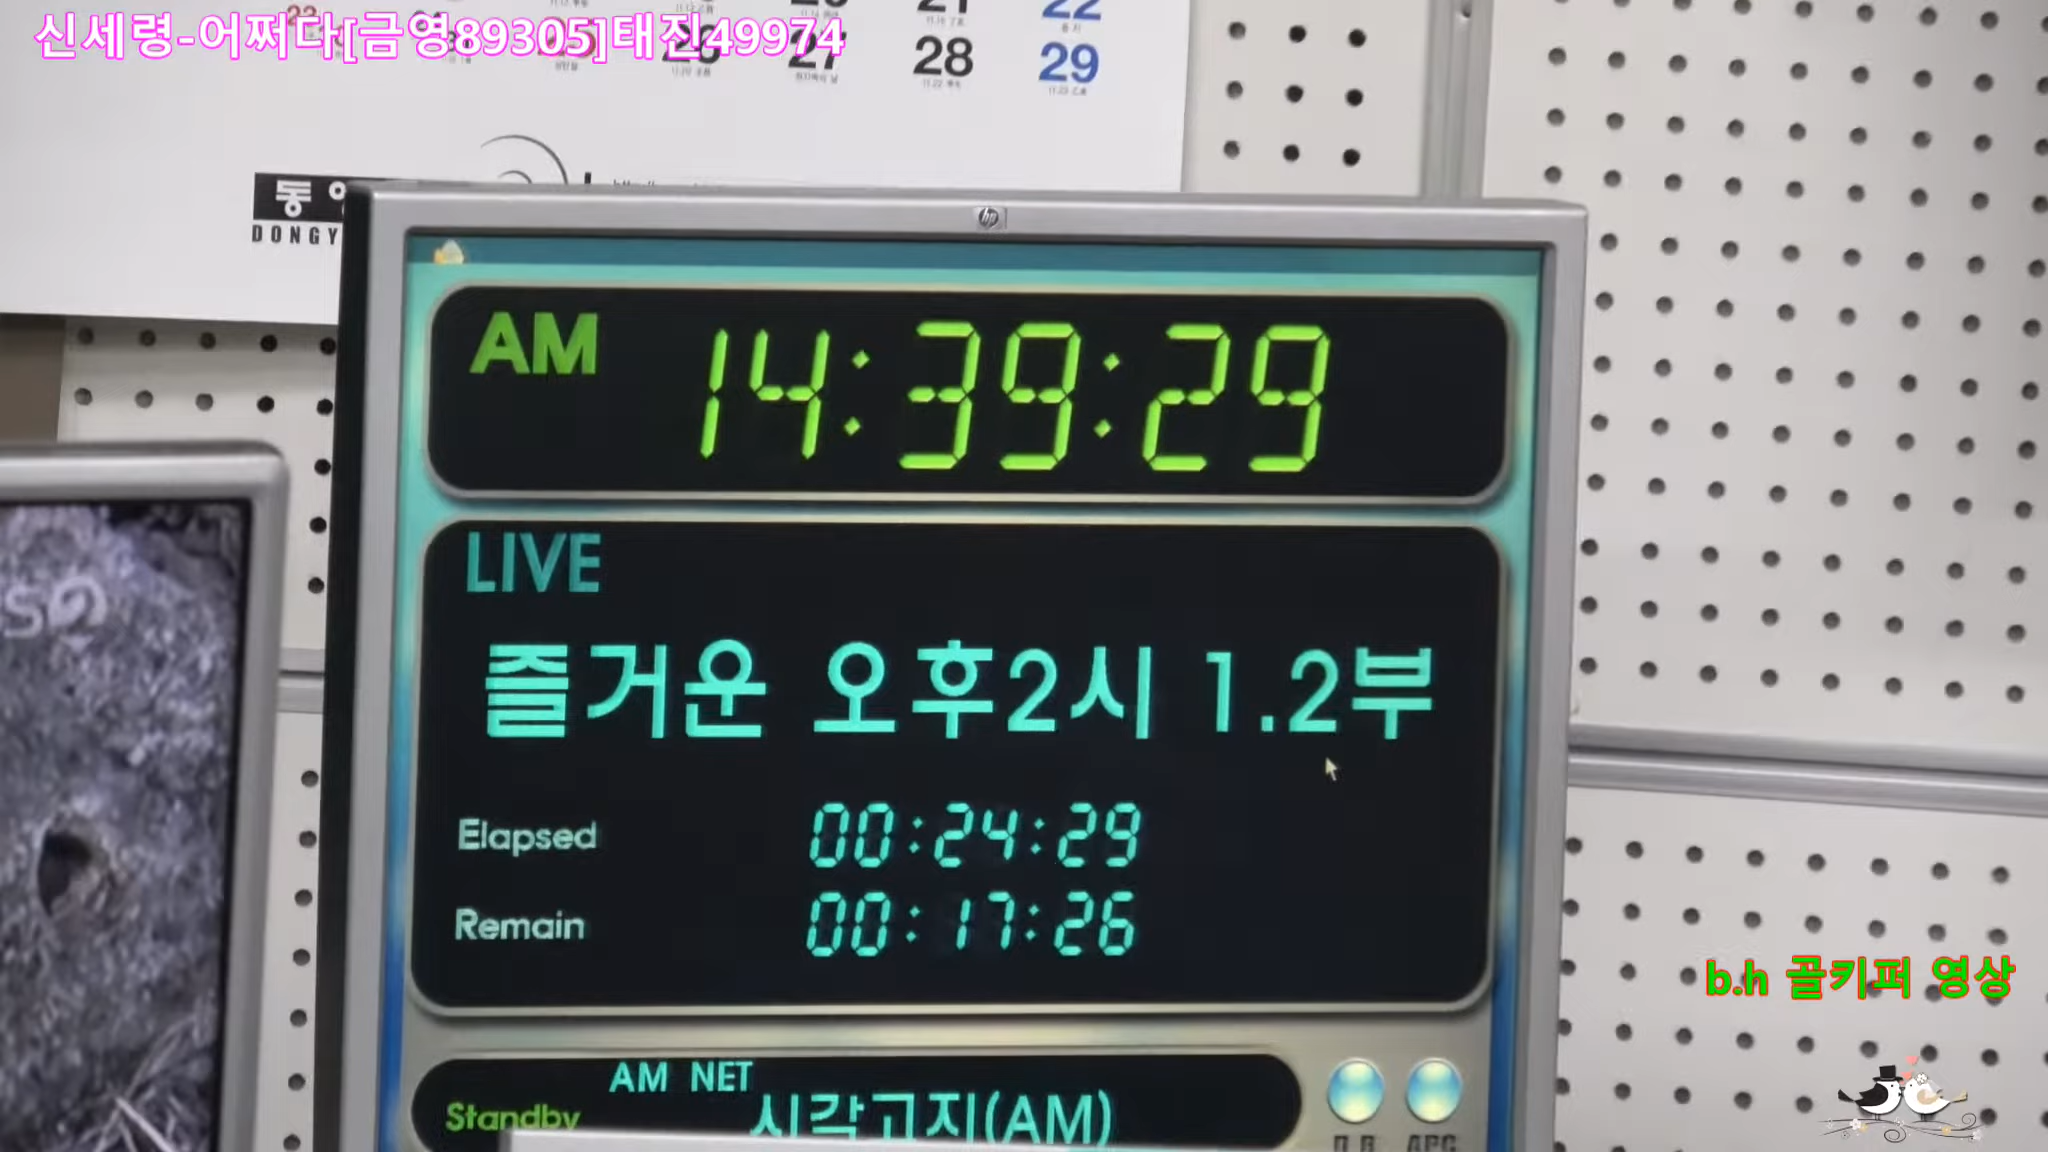 신세령-어쩌다[금영89305]태진49974
22
27 28 29
동
DONGY
hp
AM 14:39:29
LIVE
즐거운 오후2시 1.2부
Elapsed 00:24:29
Remain 00:17:26
AM NET
Standby 시각고지(AM)
b.h 골키퍼 영상